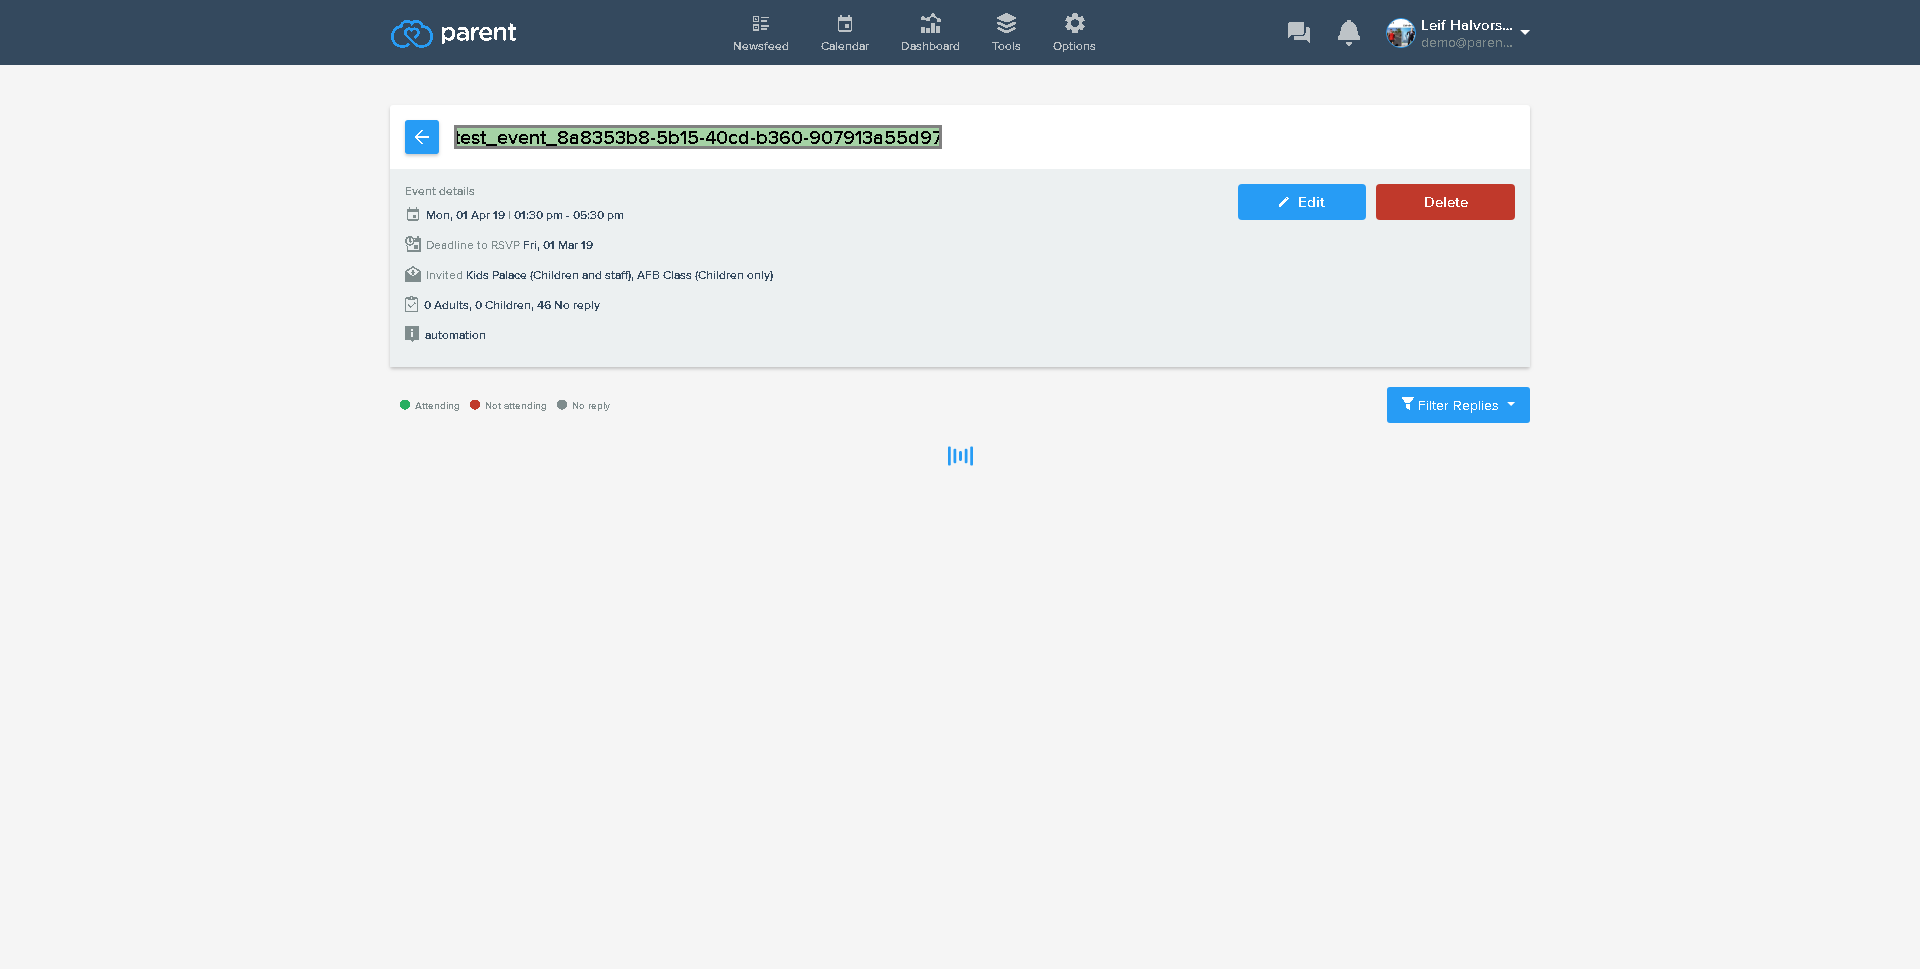 parent
Newsfeed
Calendar
Dashboard
Tools
Options
Leif Halvors...
demo@paren...
test_event_8a8353b8-5b15-40cd-b360-907913a55d97
Event details
Mon, 01 Apr 19 | 01:30 pm - 05:30 pm
Deadline to RSVP Fri, 01 Mar 19
Invited Kids Palace (Children and staff), AFB Class (Children only)
0 Adults, 0 Children, 46 No reply
automation
Edit
Delete
Attending
Not attending
No reply
Filter Replies